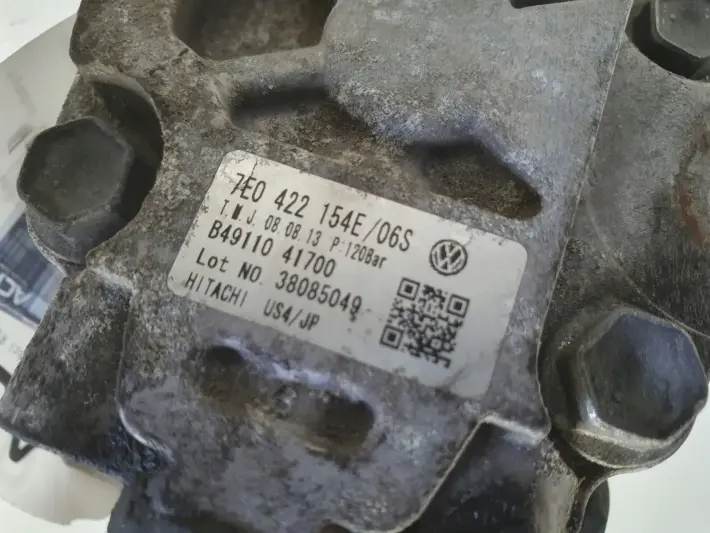 7E0 422 154E/06S
T.M.J. 08.08.13 P:120Bar
B49110 41700
Lot NO. 38085049
HITACHI US4/JP